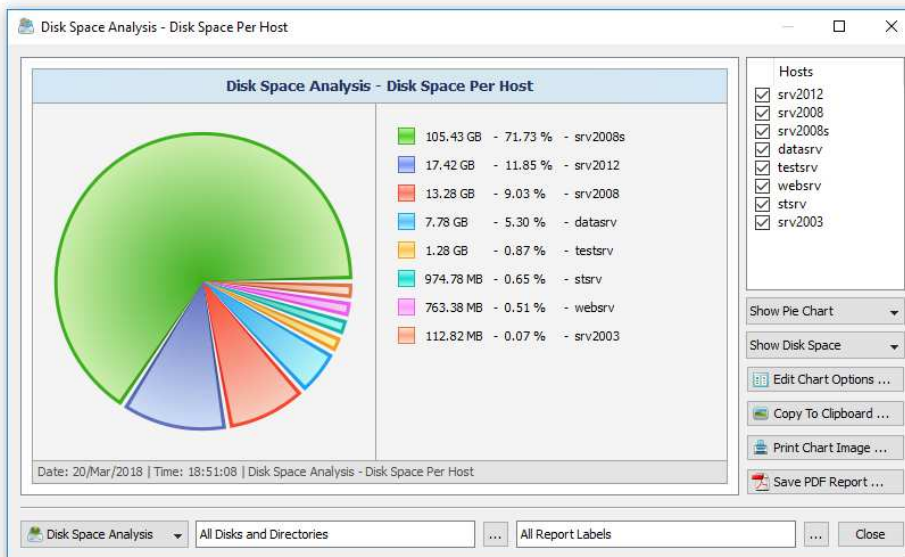 Disk Space Analysis - Disk Space Per Host
Disk Space Analysis - Disk Space Per Host
105.43 GB - 71.73 % - srv2008s
17.42 GB - 11.85 % - srv2012
13.28 GB - 9.03 % - srv2008
7.78 GB - 5.30 % - datasrv
1.28 GB - 0.87 % - testsrv
974.78 MB - 0.65 % - stsrv
763.38 MB - 0.51 % - websrv
112.82 MB - 0.07 % - srv2003
Date: 20/Mar/2018 | Time: 18:51:08 | Disk Space Analysis - Disk Space Per Host
Hosts
srv2012
srv2008
srv2008s
datasrv
testsrv
websrv
stsrv
srv2003
Show Pie Chart
Show Disk Space
Edit Chart Options ...
Copy To Clipboard ...
Print Chart Image ...
Save PDF Report ...
Disk Space Analysis All Disks and Directories ... All Report Labels ... Close